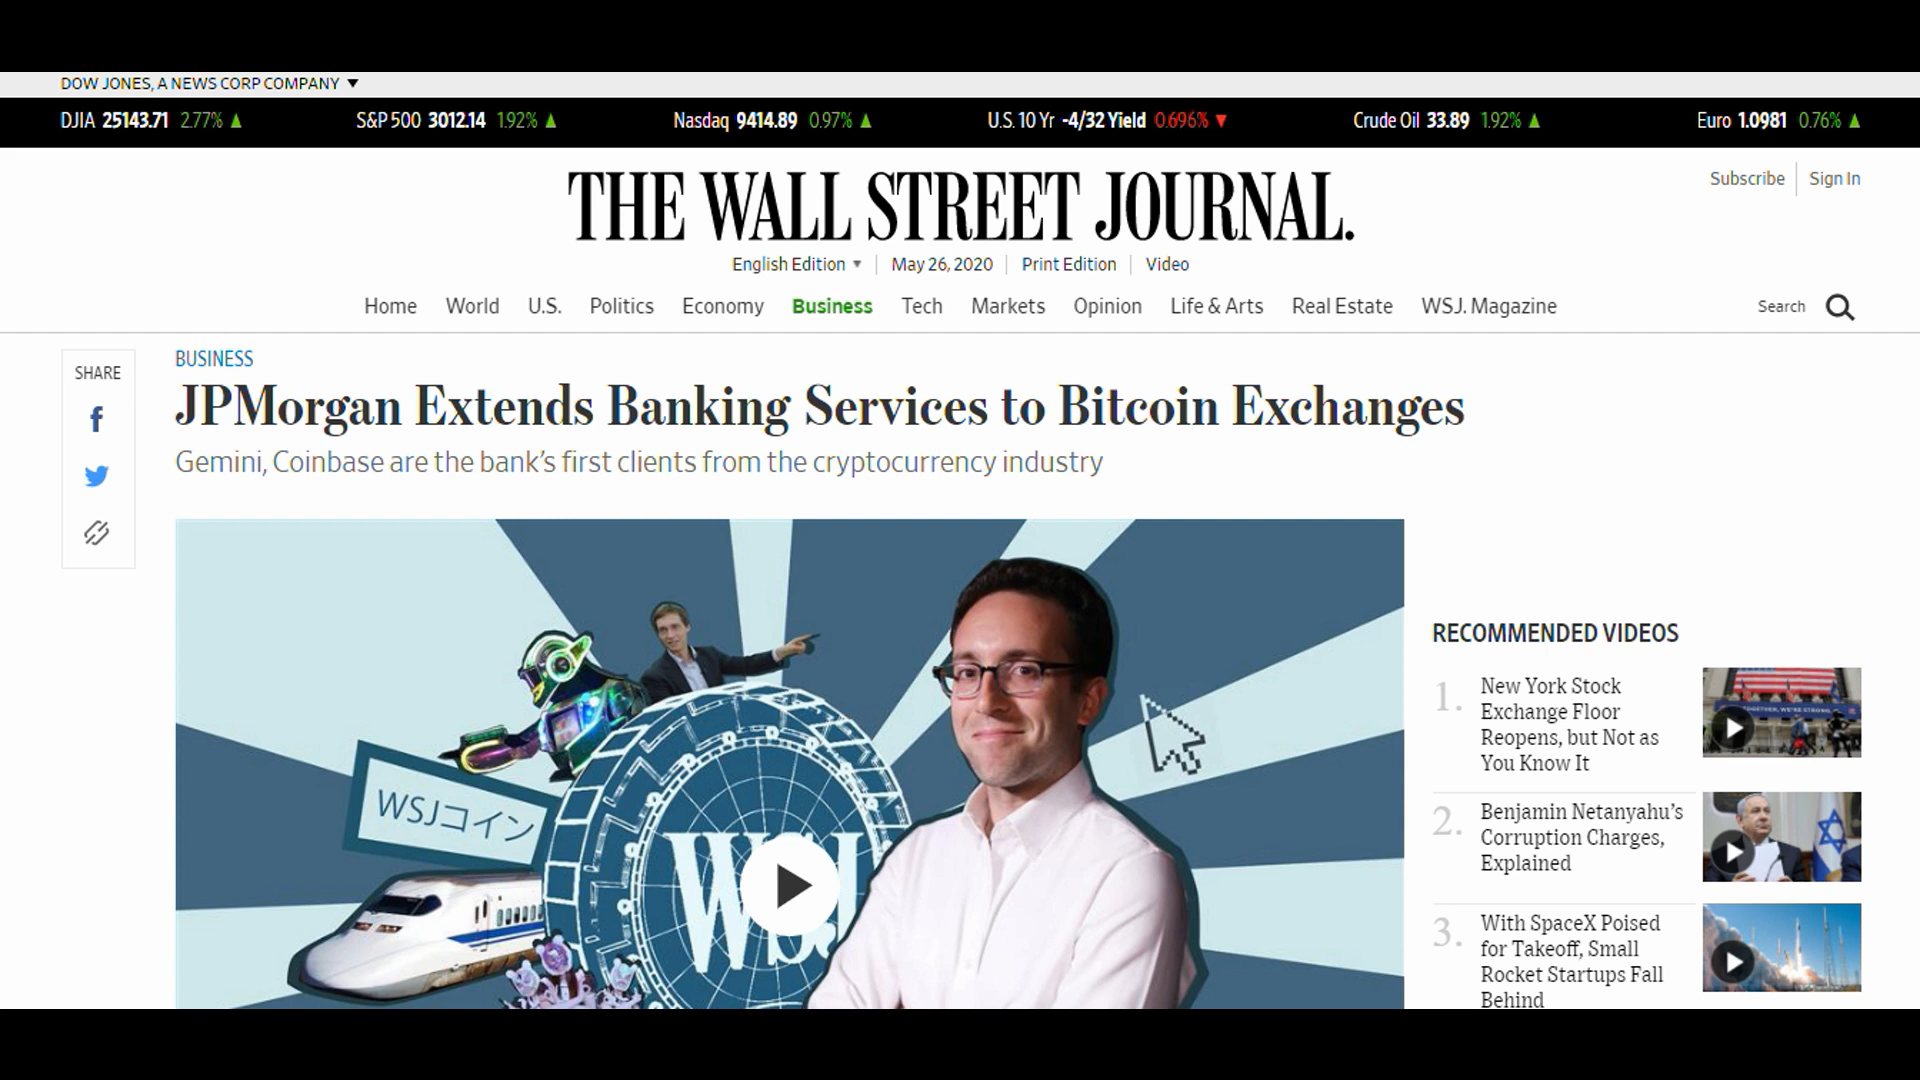 DOW JONES, A NEWS CORP COMPANY ▼
DJIA 25143.71 2.77% ▲ S&P 500 3012.14 1.92% ▲ Nasdaq 9414.89 0.97% ▲ U.S. 10 Yr -4/32 Yield 0.696% ▼ Crude Oil 33.89 1.92% ▲ Euro 1.0981 0.76% ▲
Subscribe Sign In
THE WALL STREET JOURNAL.
English Edition ▼ May 26, 2020 Print Edition Video
Home World U.S. Politics Economy Business Tech Markets Opinion Life & Arts Real Estate WSJ. Magazine Search
SHARE
BUSINESS
JPMorgan Extends Banking Services to Bitcoin Exchanges
Gemini, Coinbase are the bank's first clients from the cryptocurrency industry
WSJコイン
WSJ
RECOMMENDED VIDEOS
1. New York Stock
Exchange Floor
Reopens, but Not as
You Know It
TOGETHER, WE'RE STRONG
2. Benjamin Netanyahu's
Corruption Charges,
Explained
3. With SpaceX Poised
for Takeoff, Small
Rocket Startups Fall
Behind